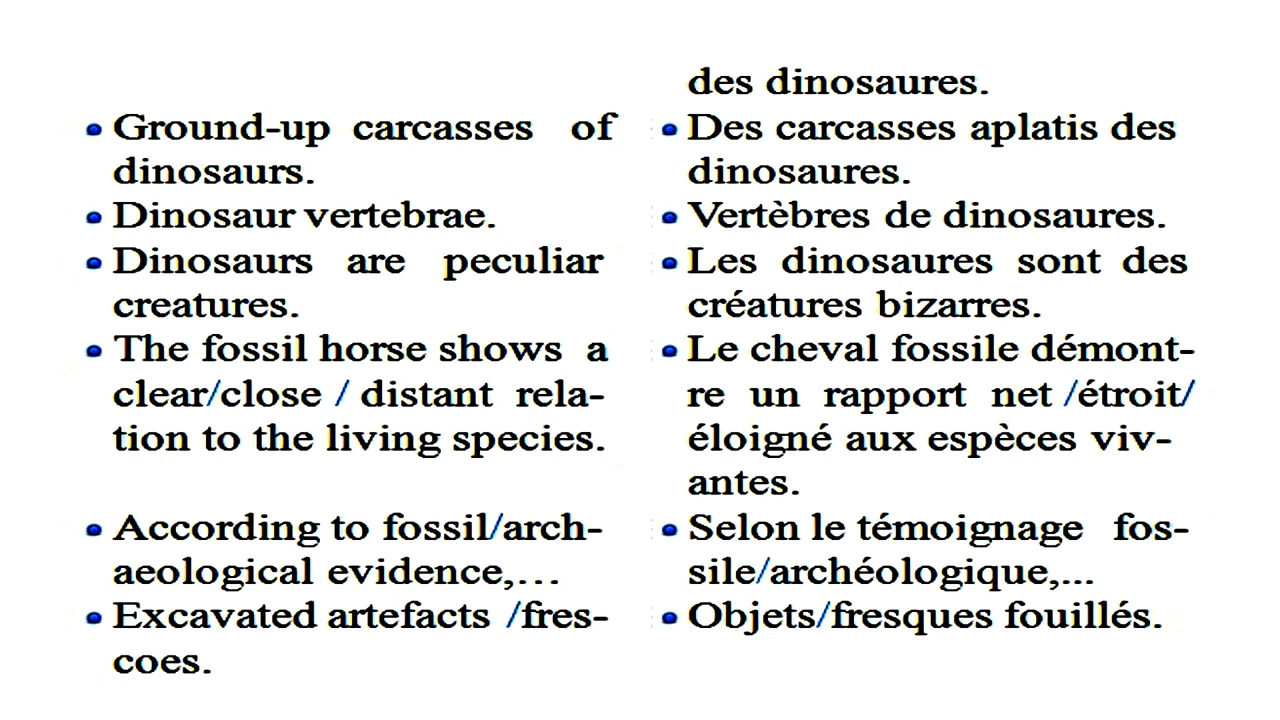 des dinosaures.
• Ground-up carcasses of
dinosaurs.
• Dinosaur vertebrae.
• Dinosaurs are peculiar
creatures.
• The fossil horse shows a
clear/close / distant rela-
tion to the living species.
• According to fossil/arch-
aeological evidence,...
• Excavated artefacts /fres-
coes.
• Des carcasses aplatis des
dinosaures.
• Vertèbres de dinosaures.
• Les dinosaures sont des
créatures bizarres.
• Le cheval fossile démont-
re un rapport net /étroit/
éloigné aux espèces viv-
antes.
• Selon le témoignage fos-
sile/archéologique,...
• Objets/fresques fouillés.